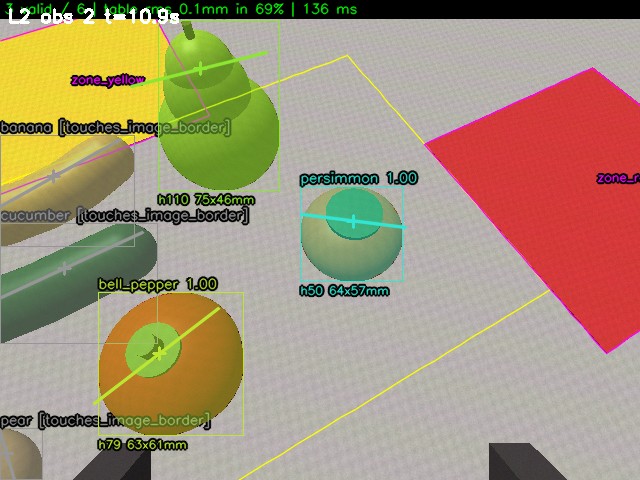 3 valid / 6 | table rms 0.1mm in 69% | 136 ms
L2 obs 2 t=10.9s
zone_yellow
banana [touches_image_border]
persimmon 1.00
zone_r
h110 75x46mm
cucumber [touches_image_border]
bell_pepper 1.00
h50 64x57mm
pear [touches_image_border]
h79 63x61mm